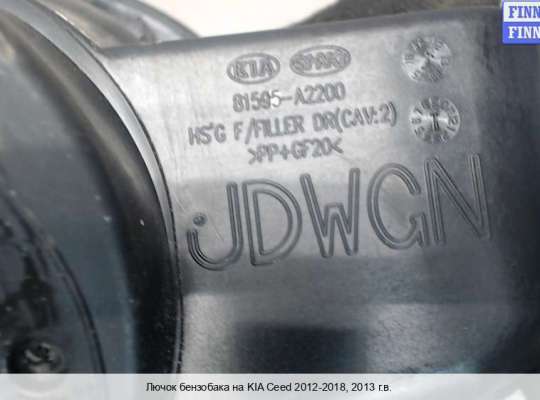 FINN
FINN
KIA
81595-A2200
HS'G F/FILLER DR(CAV:2)
>PP+GF20<
JDWGN
Лючок бензобака на KIA Ceed 2012-2018, 2013 г.в.